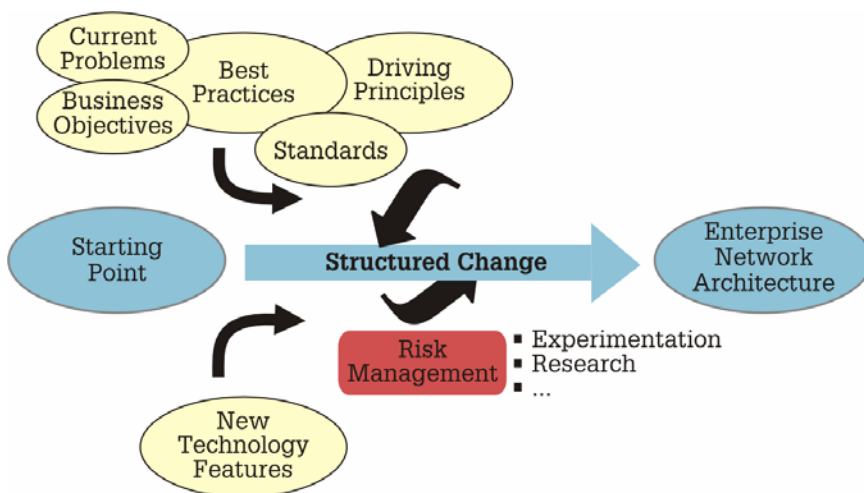 Current
Problems
Best
Practices
Driving
Principles
Business
Objectives
Standards
Starting
Point
Structured Change
Enterprise
Network
Architecture
Risk
Management
▪ Experimentation
▪ Research
▪ ...
New
Technology
Features